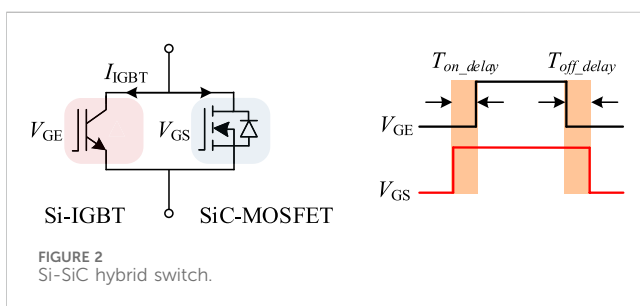 I_IGBT
V_GE
V_GS
Si-IGBT
SiC-MOSFET
T_on_delay
T_off_delay
V_GE
V_GS
FIGURE 2
Si-SiC hybrid switch.